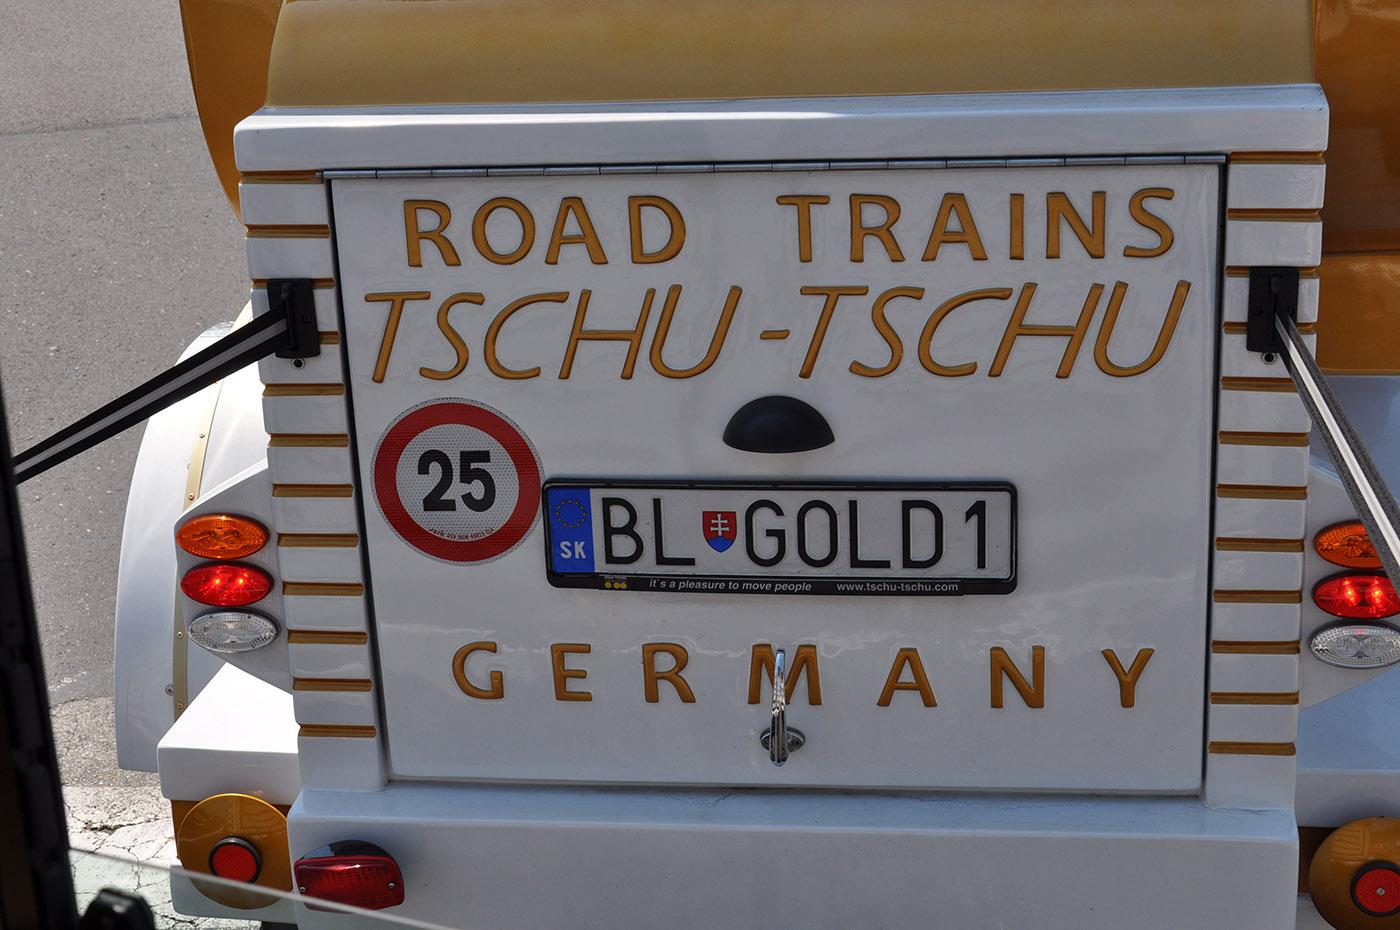 ROAD TRAINS
TSCHU-TSCHU
25
SK BL GOLD1
it's a pleasure to move people www.tschu-tschu.com
GERMANY